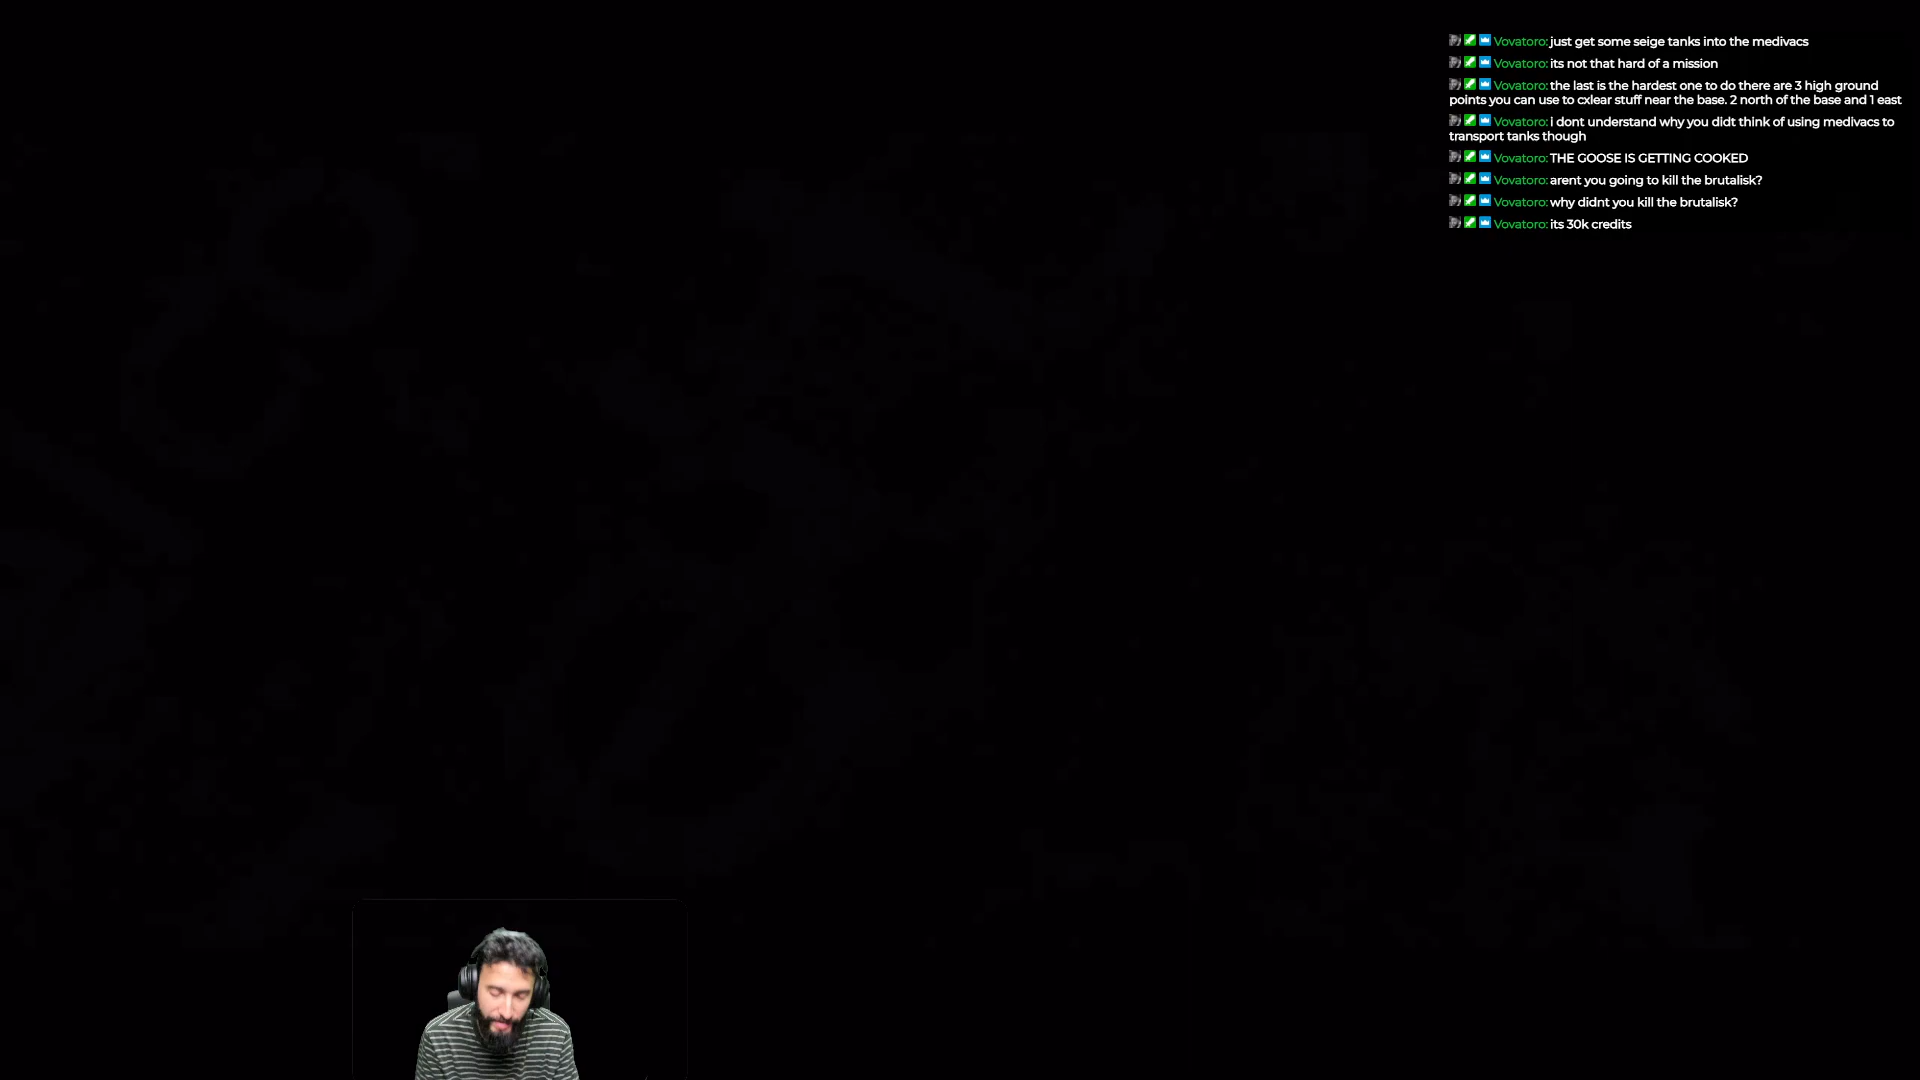 Vovatoro: just get some seige tanks into the medivacs
Vovatoro: its not that hard of a mission
Vovatoro: the last is the hardest one to do there are 3 high ground
points you can use to cxlear stuff near the base. 2 north of the base and 1 east
Vovatoro: i dont understand why you didt think of using medivacs to
transport tanks though
Vovatoro: THE GOOSE IS GETTING COOKED
Vovatoro: arent you going to kill the brutalisk?
Vovatoro: why didnt you kill the brutalisk?
Vovatoro: its 30k credits